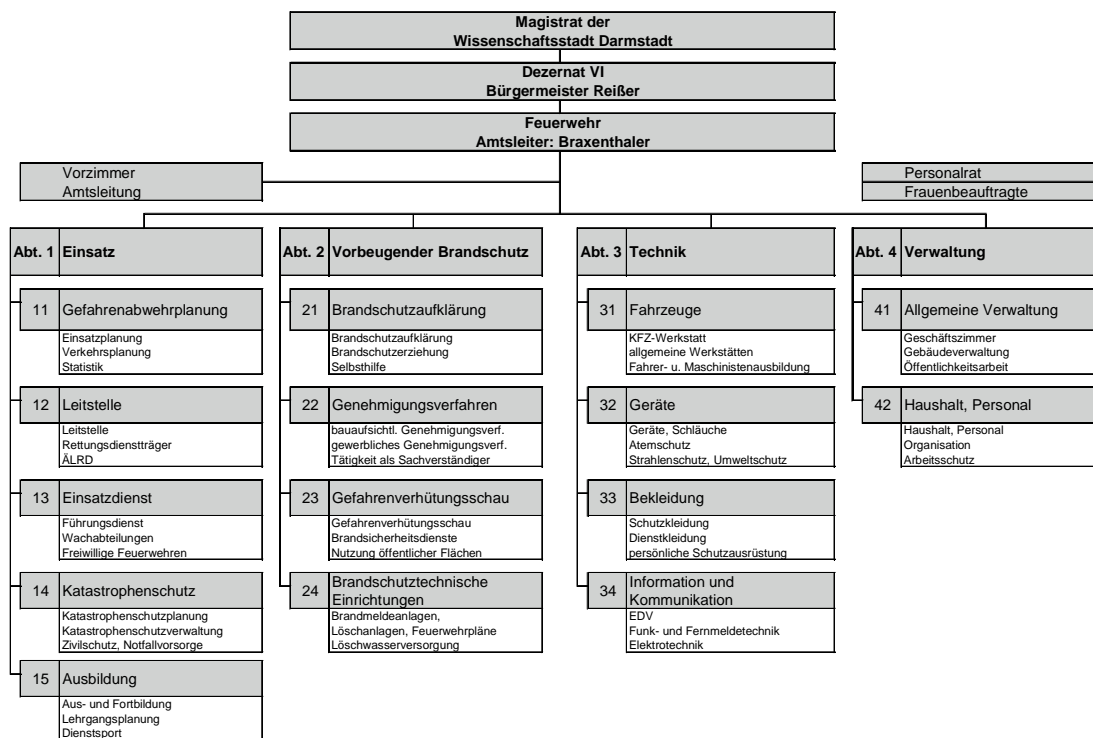 Magistrat der
Wissenschaftsstadt Darmstadt
Dezernat VI
Bürgermeister Reißer
Feuerwehr
Amtsleiter: Braxenthaler
Vorzimmer
Amtsleitung
Personalrat
Frauenbeauftragte
Abt. 1 Einsatz
11 Gefahrenabwehrplanung
Einsatzplanung
Verkehrsplanung
Statistik
12 Leitstelle
Leitstelle
Rettungsdienstträger
ÄLRD
13 Einsatzdienst
Führungsdienst
Wachabteilungen
Freiwillige Feuerwehren
14 Katastrophenschutz
Katastrophenschutzplanung
Katastrophenschutzverwaltung
Zivilschutz, Notfallvorsorge
15 Ausbildung
Aus- und Fortbildung
Lehrgangsplanung
Dienstsport
Abt. 2 Vorbeugender Brandschutz
21 Brandschutzaufklärung
Brandschutzaufklärung
Brandschutzerziehung
Selbsthilfe
22 Genehmigungsverfahren
bauaufsichtl. Genehmigungsverf.
gewerbliches Genehmigungsverf.
Tätigkeit als Sachverständiger
23 Gefahrenverhütungsschau
Gefahrenverhütungsschau
Brandsicherheitsdienste
Nutzung öffentlicher Flächen
24 Brandschutztechnische
Einrichtungen
Brandmeldeanlagen,
Löschanlagen, Feuerwehrpläne
Löschwasserversorgung
Abt. 3 Technik
31 Fahrzeuge
KFZ-Werkstatt
allgemeine Werkstätten
Fahrer- u. Maschinistenausbildung
32 Geräte
Geräte, Schläuche
Atemschutz
Strahlenschutz, Umweltschutz
33 Bekleidung
Schutzkleidung
Dienstkleidung
persönliche Schutzausrüstung
34 Information und
Kommunikation
EDV
Funk- und Fernmeldetechnik
Elektrotechnik
Abt. 4 Verwaltung
41 Allgemeine Verwaltung
Geschäftszimmer
Gebäudeverwaltung
Öffentlichkeitsarbeit
42 Haushalt, Personal
Haushalt, Personal
Organisation
Arbeitsschutz